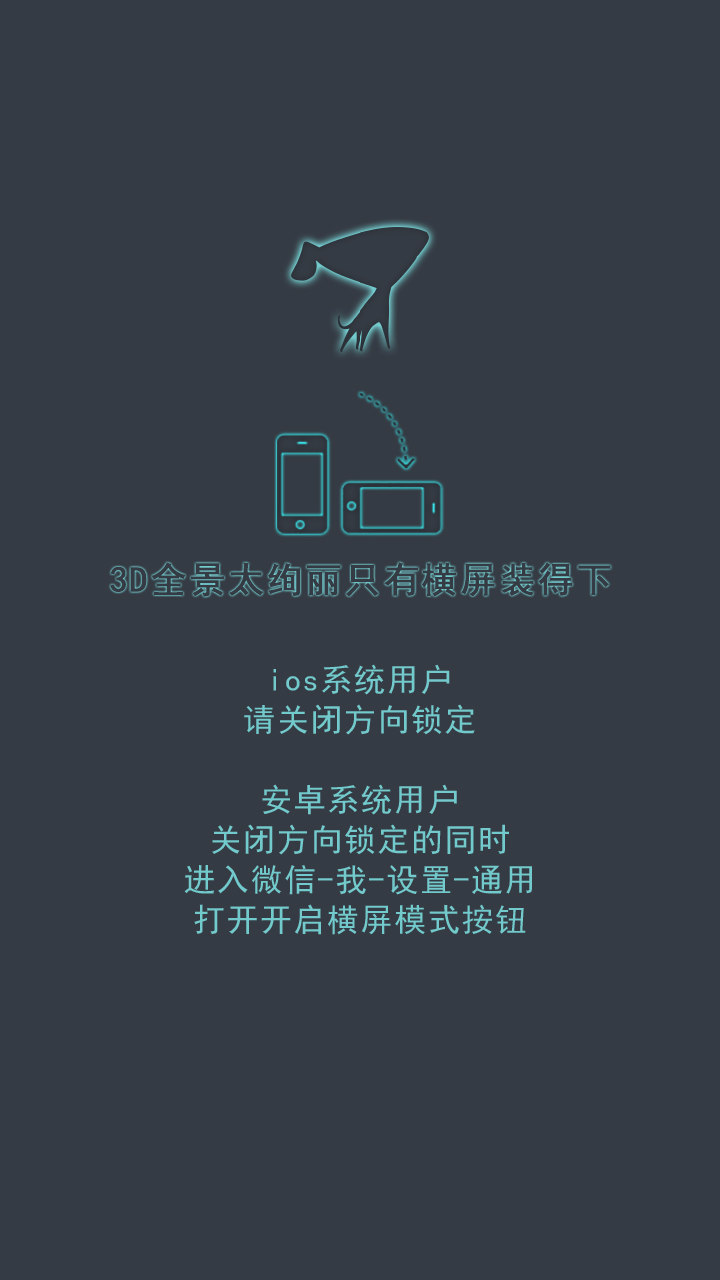 3D全景太绚丽只有横屏装得下
ios系统用户
请关闭方向锁定
安卓系统用户
关闭方向锁定的同时
进入微信-我-设置-通用
打开开启横屏模式按钮